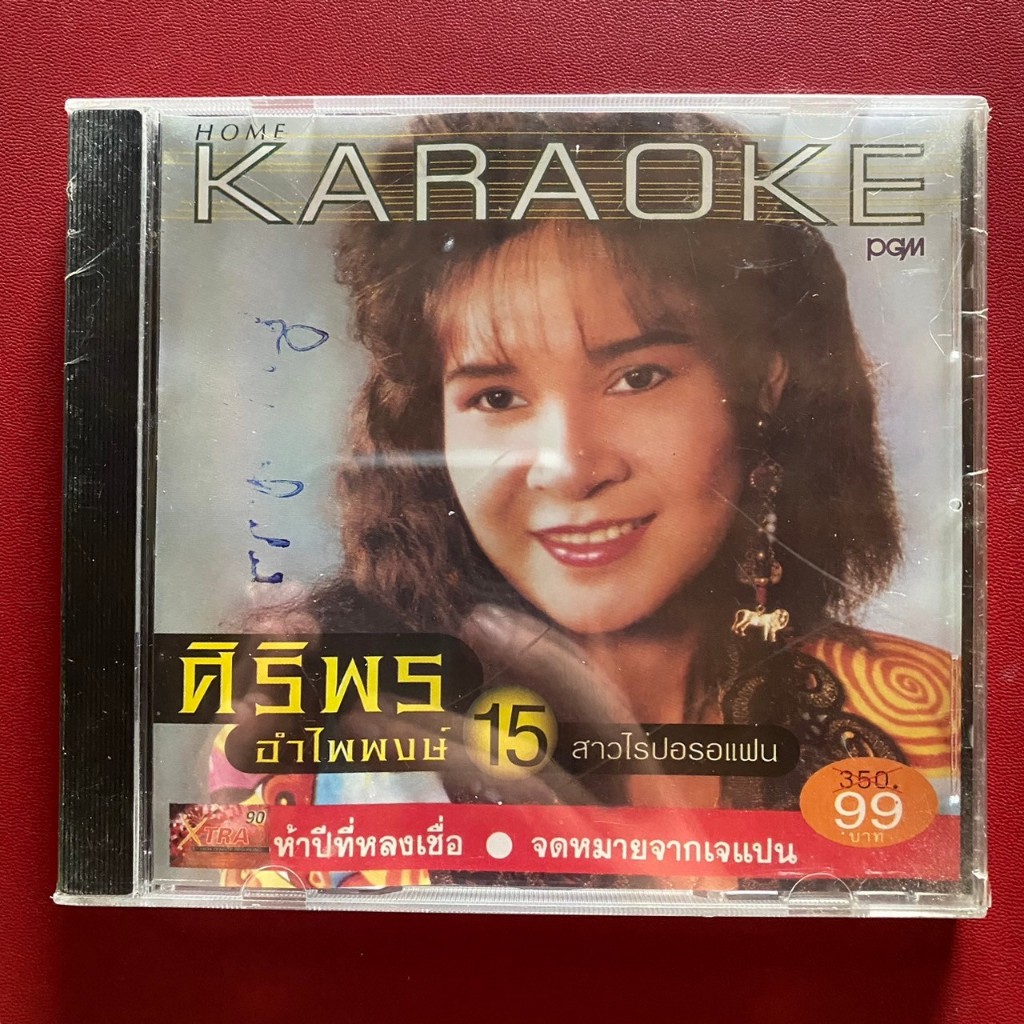 HOME
KARAOKE
PGM
ศิริพร
อำไพพงษ์
15
สาวไรปอรอแฟน
350.
99
บาท
90
XTRA
ห้าปีที่หลงเชื่อ ● จดหมายจากเจแปน